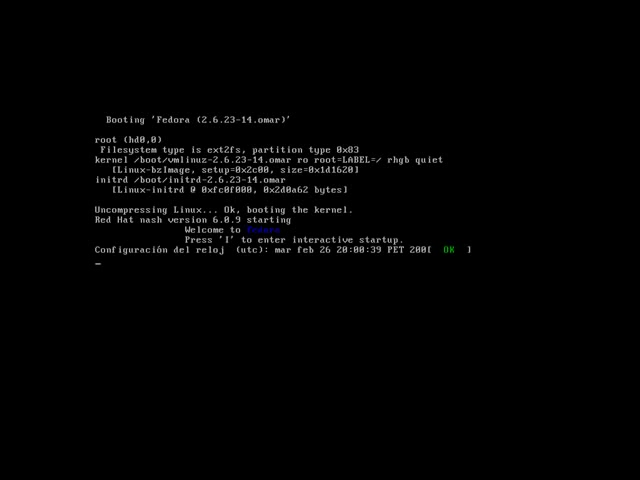 Booting 'Fedora (2.6.23-14.omar)'
root (hd0,0)
Filesystem type is ext2fs, partition type 0x83
kernel /boot/vmlinuz-2.6.23-14.omar ro root=LABEL=/ rhgb quiet
[Linux-bzImage, setup=0x2c00, size=0x1d1620]
initrd /boot/initrd-2.6.23-14.omar
[Linux-initrd @ 0xfc0f000, 0x2d0a62 bytes]
Uncompressing Linux... Ok, booting the kernel.
Red Hat nash version 6.0.9 starting
Welcome to Fedora
Press 'I' to enter interactive startup.
Configuración del reloj (utc): mar feb 26 20:00:39 PET 200[ OK ]